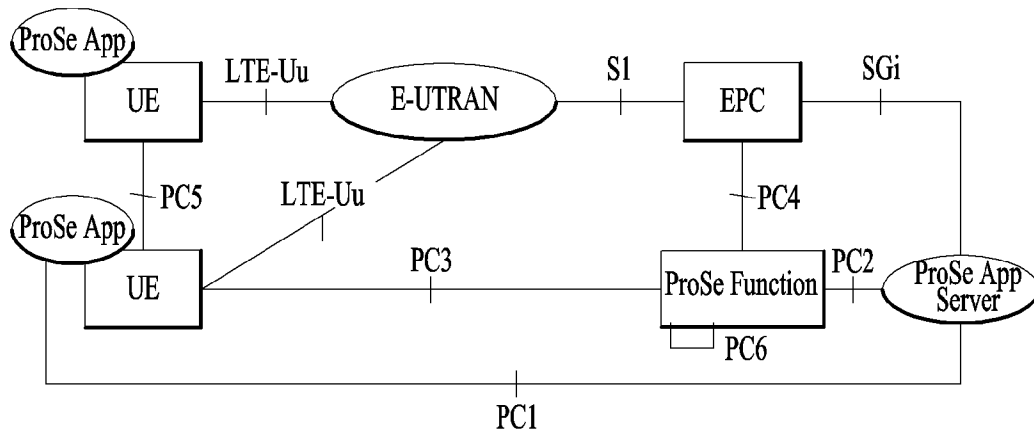 ProSe App
UE
LTE-Uu
E-UTRAN
S1
EPC
SGi
PC5
LTE-Uu
PC4
ProSe App
UE
PC3
ProSe Function
PC2
ProSe App
Server
PC6
PC1